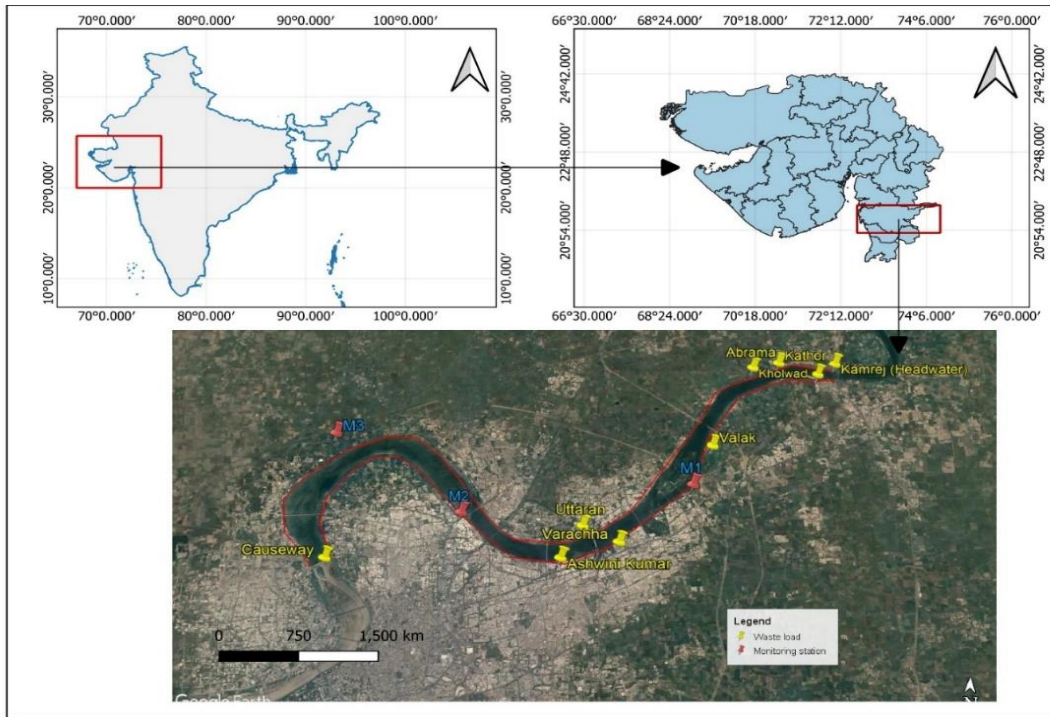 70°0.000′ 80°0.000′ 90°0.000′ 100°0.000′
30°0.000′
20°0.000′
10°0.000′
30°0.000′
20°0.000′
10°0.000′
70°0.000′ 80°0.000′ 90°0.000′ 100°0.000′
66°30.000′ 68°24.000′ 70°18.000′ 72°12.000′ 74°6.000′ 76°0.000′
24°42.000′
22°48.000′
20°54.000′
24°42.000′
22°48.000′
20°54.000′
66°30.000′ 68°24.000′ 70°18.000′ 72°12.000′ 74°6.000′ 76°0.000′
Abrama Kathor
Kholwad Kamrej (Headwater)
M3
Valak
M1
M2
Uttaran
Varachha
Causeway
Ashwini Kumar
0 750 1,500 km
Legend
Waste load
Monitoring station
Google Earth
N